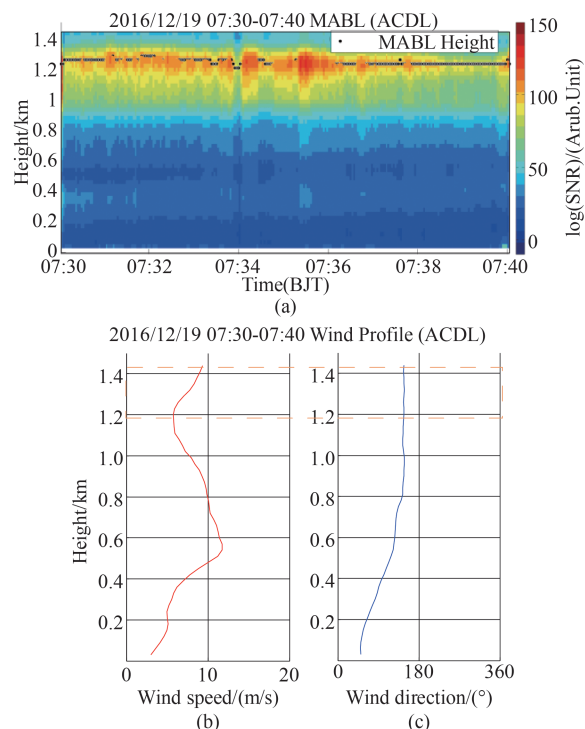 2016/12/19 07:30-07:40 MABL (ACDL)
MABL Height
1.4
1.2
1.0
0.8
0.6
0.4
0.2
0
Height/km
07:30 07:32 07:34 07:36 07:38 07:40
Time(BJT)
(a)
150
100
50
0
log(SNR)/(Arub.Unit)
2016/12/19 07:30-07:40 Wind Profile (ACDL)
1.4
1.2
1.0
0.8
0.6
0.4
0.2
Height/km
0 10 20
Wind speed/(m/s)
(b)
1.4
1.2
1.0
0.8
0.6
0.4
0.2
0 180 360
Wind direction/(°)
(c)